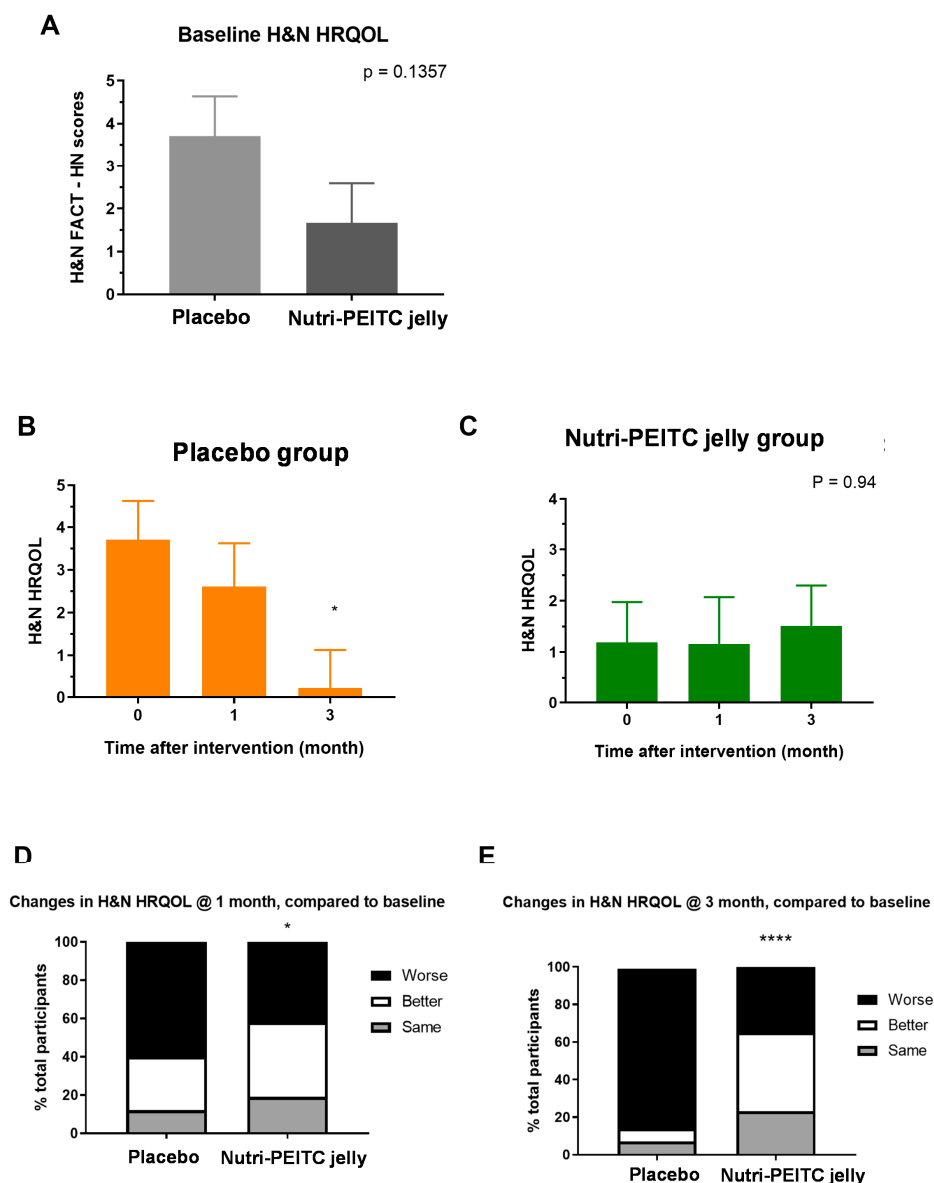 A
Baseline H&N HRQOL
p = 0.1357
H&N FACT - HN scores
5
4
3
2
1
0
Placebo
Nutri-PEITC jelly
B
Placebo group
H&N HRQOL
5
4
3
2
1
0
*
0
1
3
Time after intervention (month)
C
Nutri-PEITC jelly group
P = 0.94
H&N HRQOL
4
3
2
1
0
0
1
3
Time after intervention (month)
D
Changes in H&N HRQOL @ 1 month, compared to baseline
*
% total participants
100
80
60
40
20
0
Placebo
Nutri-PEITC jelly
Worse
Better
Same
E
Changes in H&N HRQOL @ 3 month, compared to baseline
****
% total participants
100
80
60
40
20
0
Placebo
Nutri-PEITC jelly
Worse
Better
Same